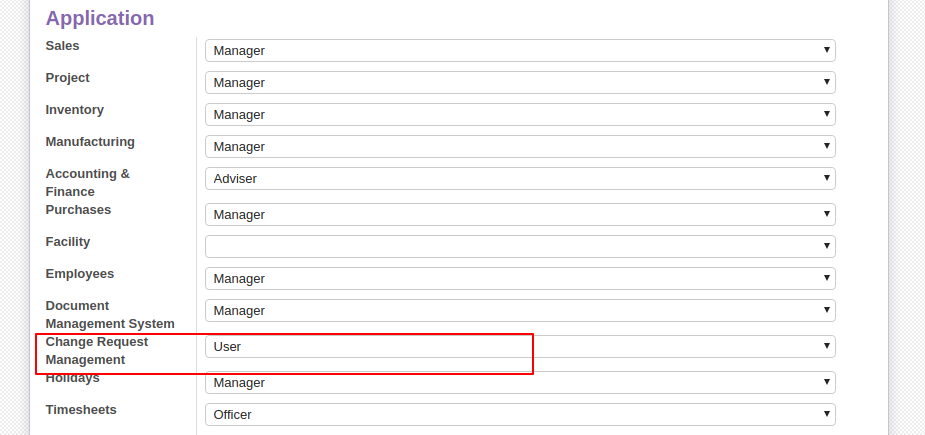 Application
Sales Manager
Project Manager
Inventory Manager
Manufacturing Manager
Accounting & Adviser
Finance
Purchases Manager
Facility
Employees Manager
Document Manager
Management System
Change Request User
Management
Holidays Manager
Timesheets Officer